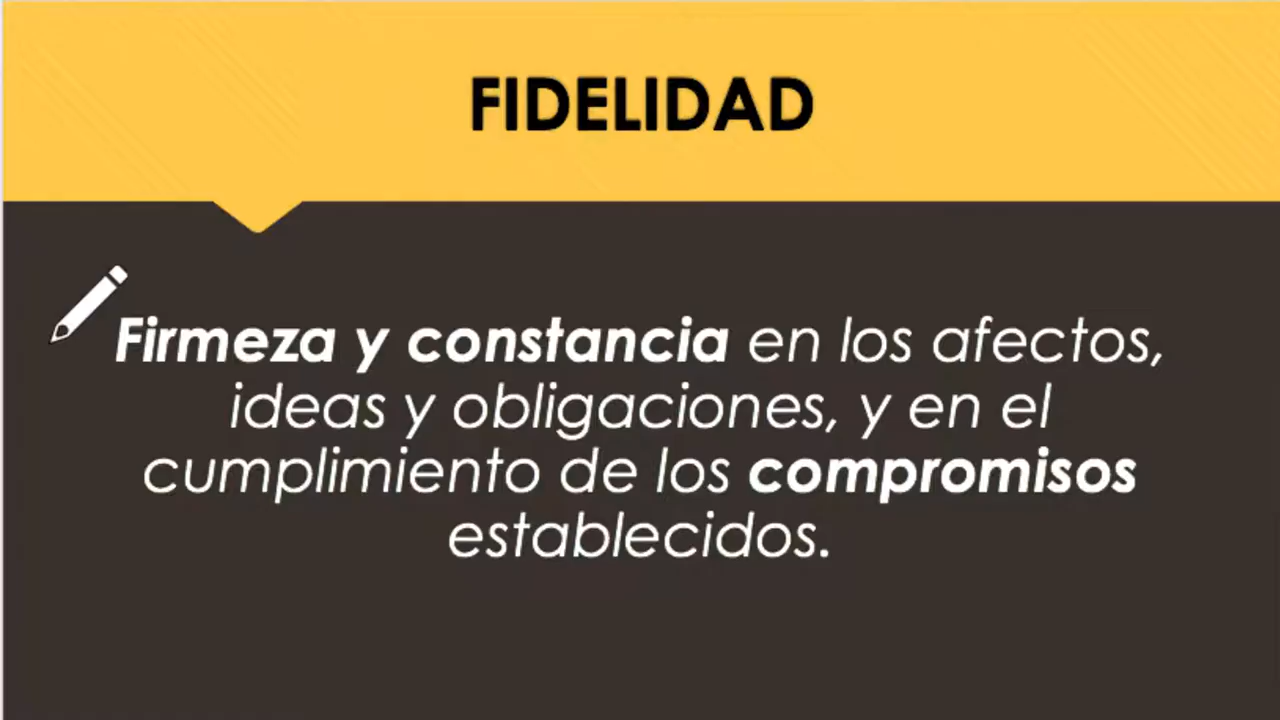 FIDELIDAD
Firmeza y constancia en los afectos,
ideas y obligaciones, y en el
cumplimiento de los compromisos
establecidos.